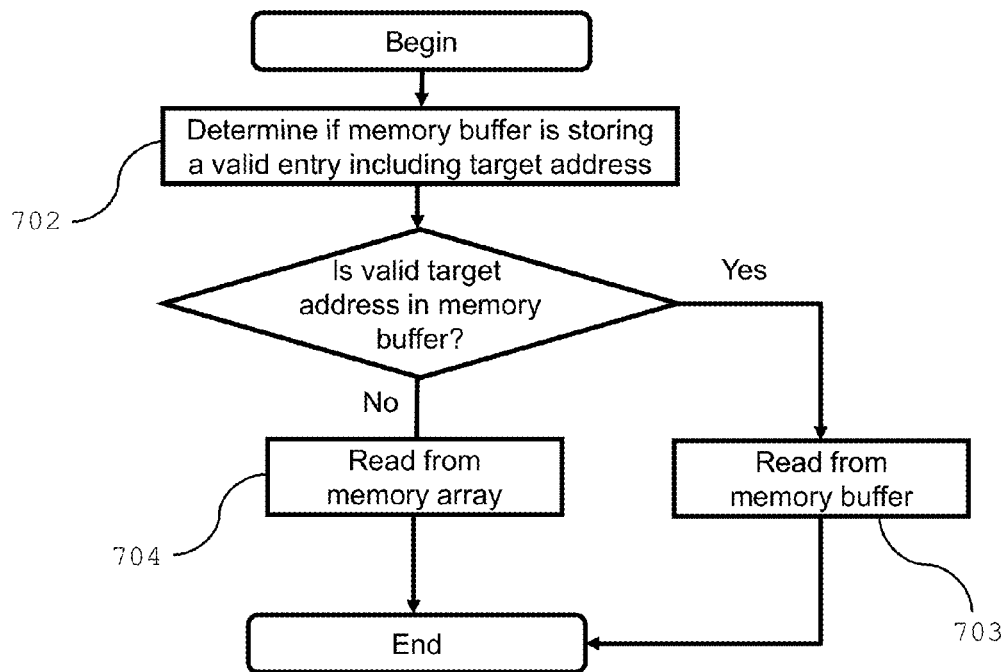 Begin
Determine if memory buffer is storing
a valid entry including target address
702
Is valid target
address in memory
buffer?
Yes
No
Read from
memory array
Read from
memory buffer
704
703
End